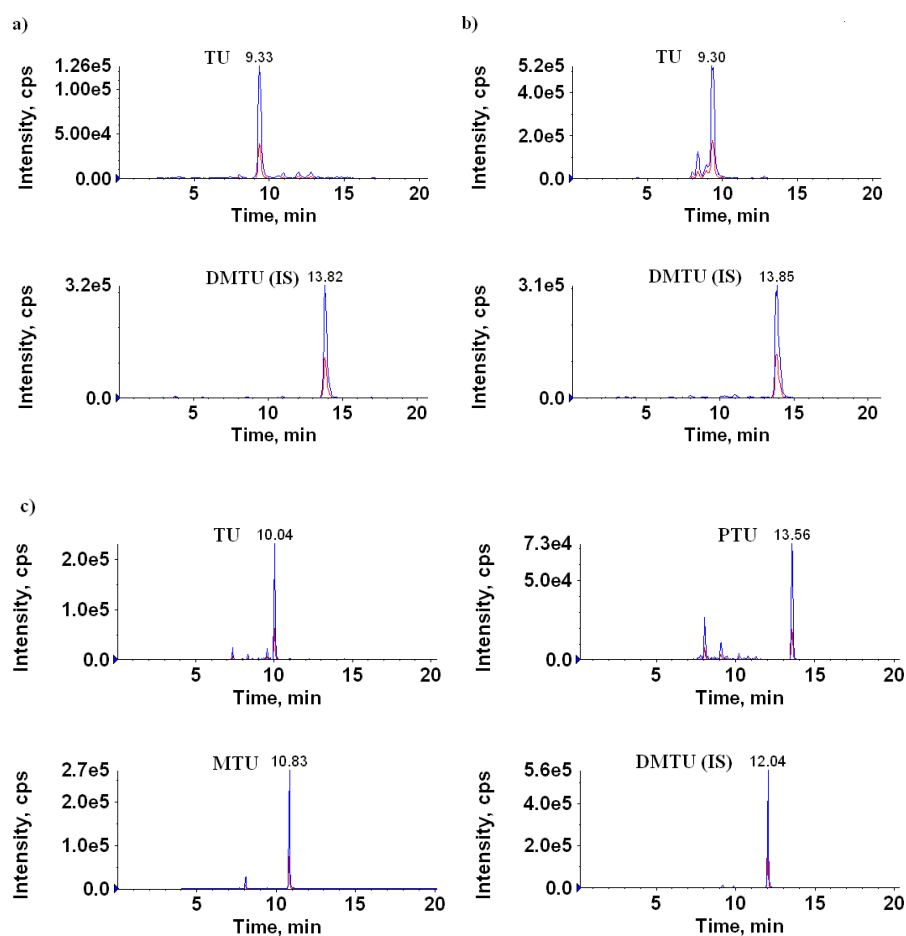 a)
TU 9.33
1.26e5
1.00e5
5.00e4
0.00
Intensity, cps
5 10 15 20
Time, min
DMTU (IS) 13.82
3.2e5
0.0
Intensity, cps
5 10 15 20
Time, min
b)
TU 9.30
5.2e5
4.0e5
2.0e5
0.0
Intensity, cps
5 10 15 20
Time, min
DMTU (IS) 13.85
3.1e5
0.0
Intensity, cps
5 10 15 20
Time, min
c)
TU 10.04
2.0e5
1.0e5
0.0
Intensity, cps
5 10 15 20
Time, min
PTU 13.56
7.3e4
5.0e4
0.0
Intensity, cps
5 10 15 20
Time, min
MTU 10.83
2.7e5
2.0e5
1.0e5
0.0
Intensity, cps
5 10 15 20
Time, min
DMTU (IS) 12.04
5.6e5
4.0e5
2.0e5
0.0
Intensity, cps
5 10 15 20
Time, min